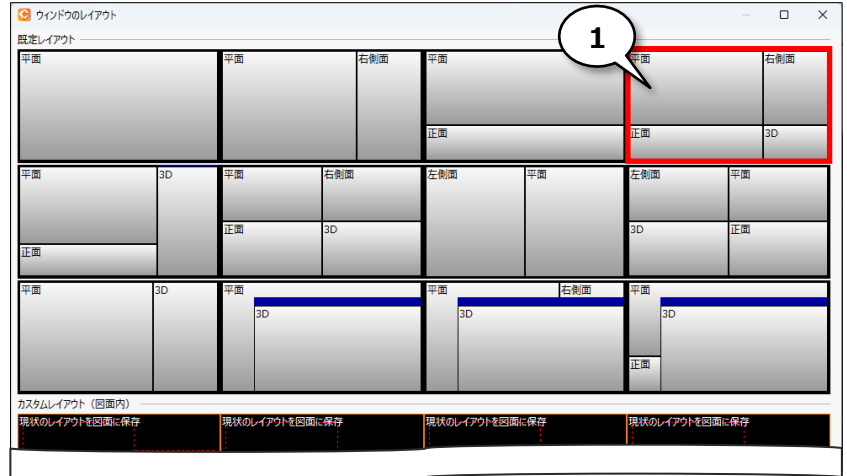 ウィンドウのレイアウト
既定レイアウト
1
平面
平面 右側面
平面
正面
平面 右側面
正面 3D
平面 3D
正面
平面 右側面
正面 3D
左側面 平面
左側面 平面
3D 正面
平面 3D
平面
3D
平面 右側面
3D
平面
3D
正面
カスタムレイアウト（図面内）
現状のレイアウトを図面に保存 現状のレイアウトを図面に保存 現状のレイアウトを図面に保存 現状のレイアウトを図面に保存